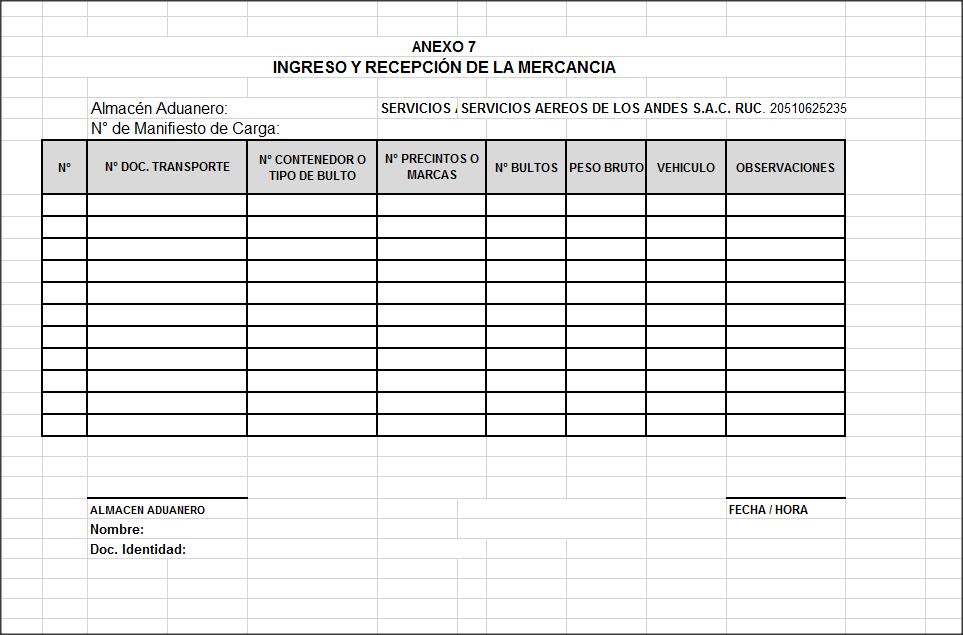 ANEXO 7
INGRESO Y RECEPCIÓN DE LA MERCANCIA
Almacén Aduanero: SERVICIOS SERVICIOS AEREOS DE LOS ANDES S.A.C. RUC. 20510625235
N° de Manifiesto de Carga:
N° N° DOC. TRANSPORTE N° CONTENEDOR O TIPO DE BULTO N° PRECINTOS O MARCAS N° BULTOS PESO BRUTO VEHICULO OBSERVACIONES
ALMACEN ADUANERO FECHA / HORA
Nombre:
Doc. Identidad: